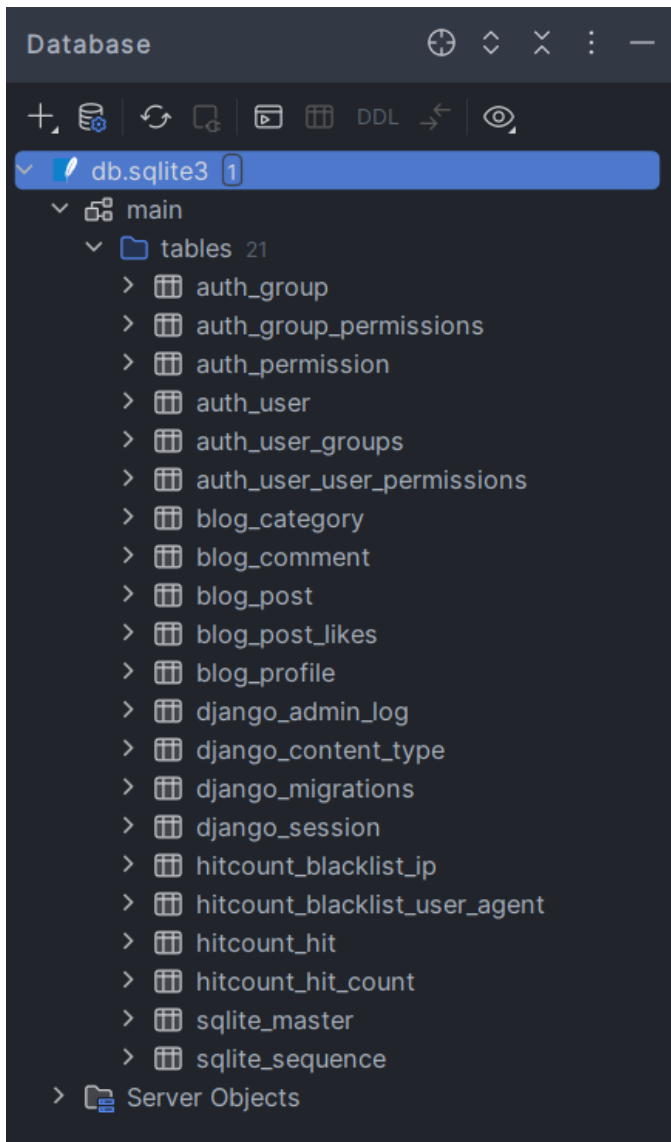 Database
DDL
db.sqlite3 1
main
tables 21
auth_group
auth_group_permissions
auth_permission
auth_user
auth_user_groups
auth_user_user_permissions
blog_category
blog_comment
blog_post
blog_post_likes
blog_profile
django_admin_log
django_content_type
django_migrations
django_session
hitcount_blacklist_ip
hitcount_blacklist_user_agent
hitcount_hit
hitcount_hit_count
sqlite_master
sqlite_sequence
Server Objects